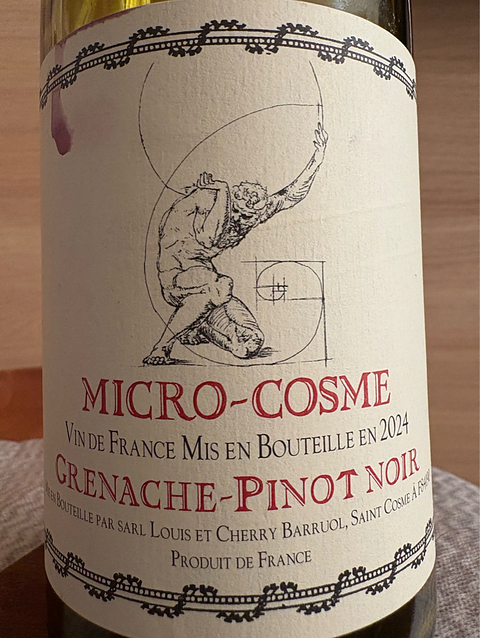 MICRO-COSME
VIN DE FRANCE MIS EN BOUTEILLE EN 2024
GRENACHE-PINOT NOIR
EN BOUTEILLE PAR SARL LOUIS ET CHERRY BARRUOL, SAINT COSME À
PRODUIT DE FRANCE